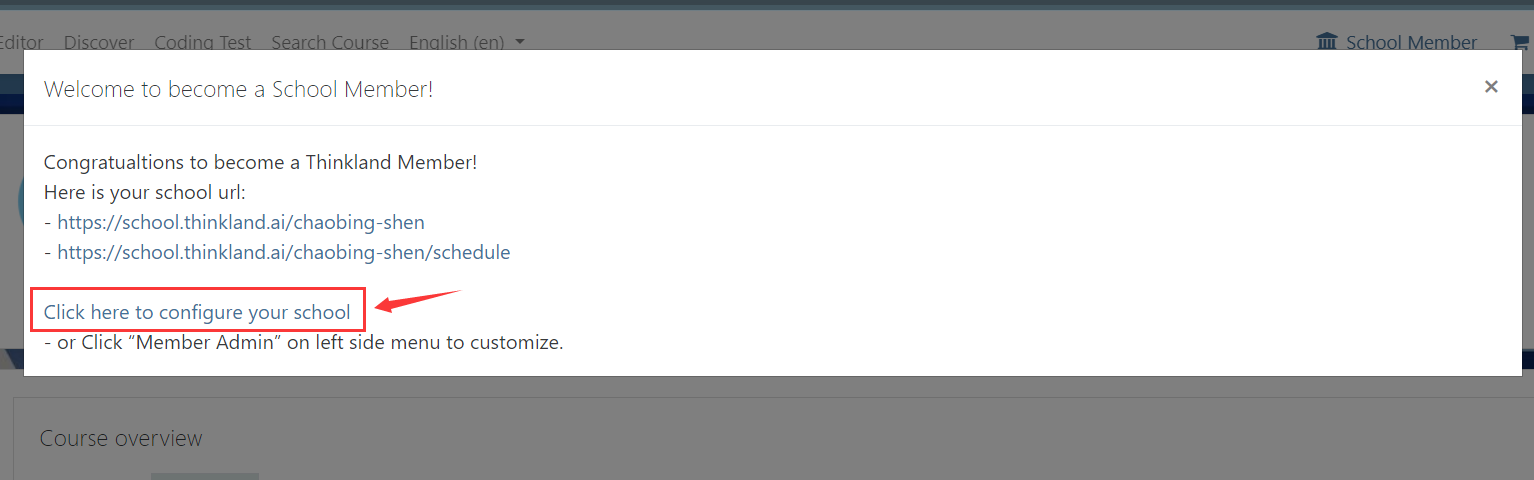 Editor Discover Coding Test Search Course English (en) School Member
Welcome to become a School Member! ×
Congratualtions to become a Thinkland Member!
Here is your school url:
- https://school.thinkland.ai/chaobing-shen
- https://school.thinkland.ai/chaobing-shen/schedule
Click here to configure your school
- or Click “Member Admin” on left side menu to customize.
Course overview